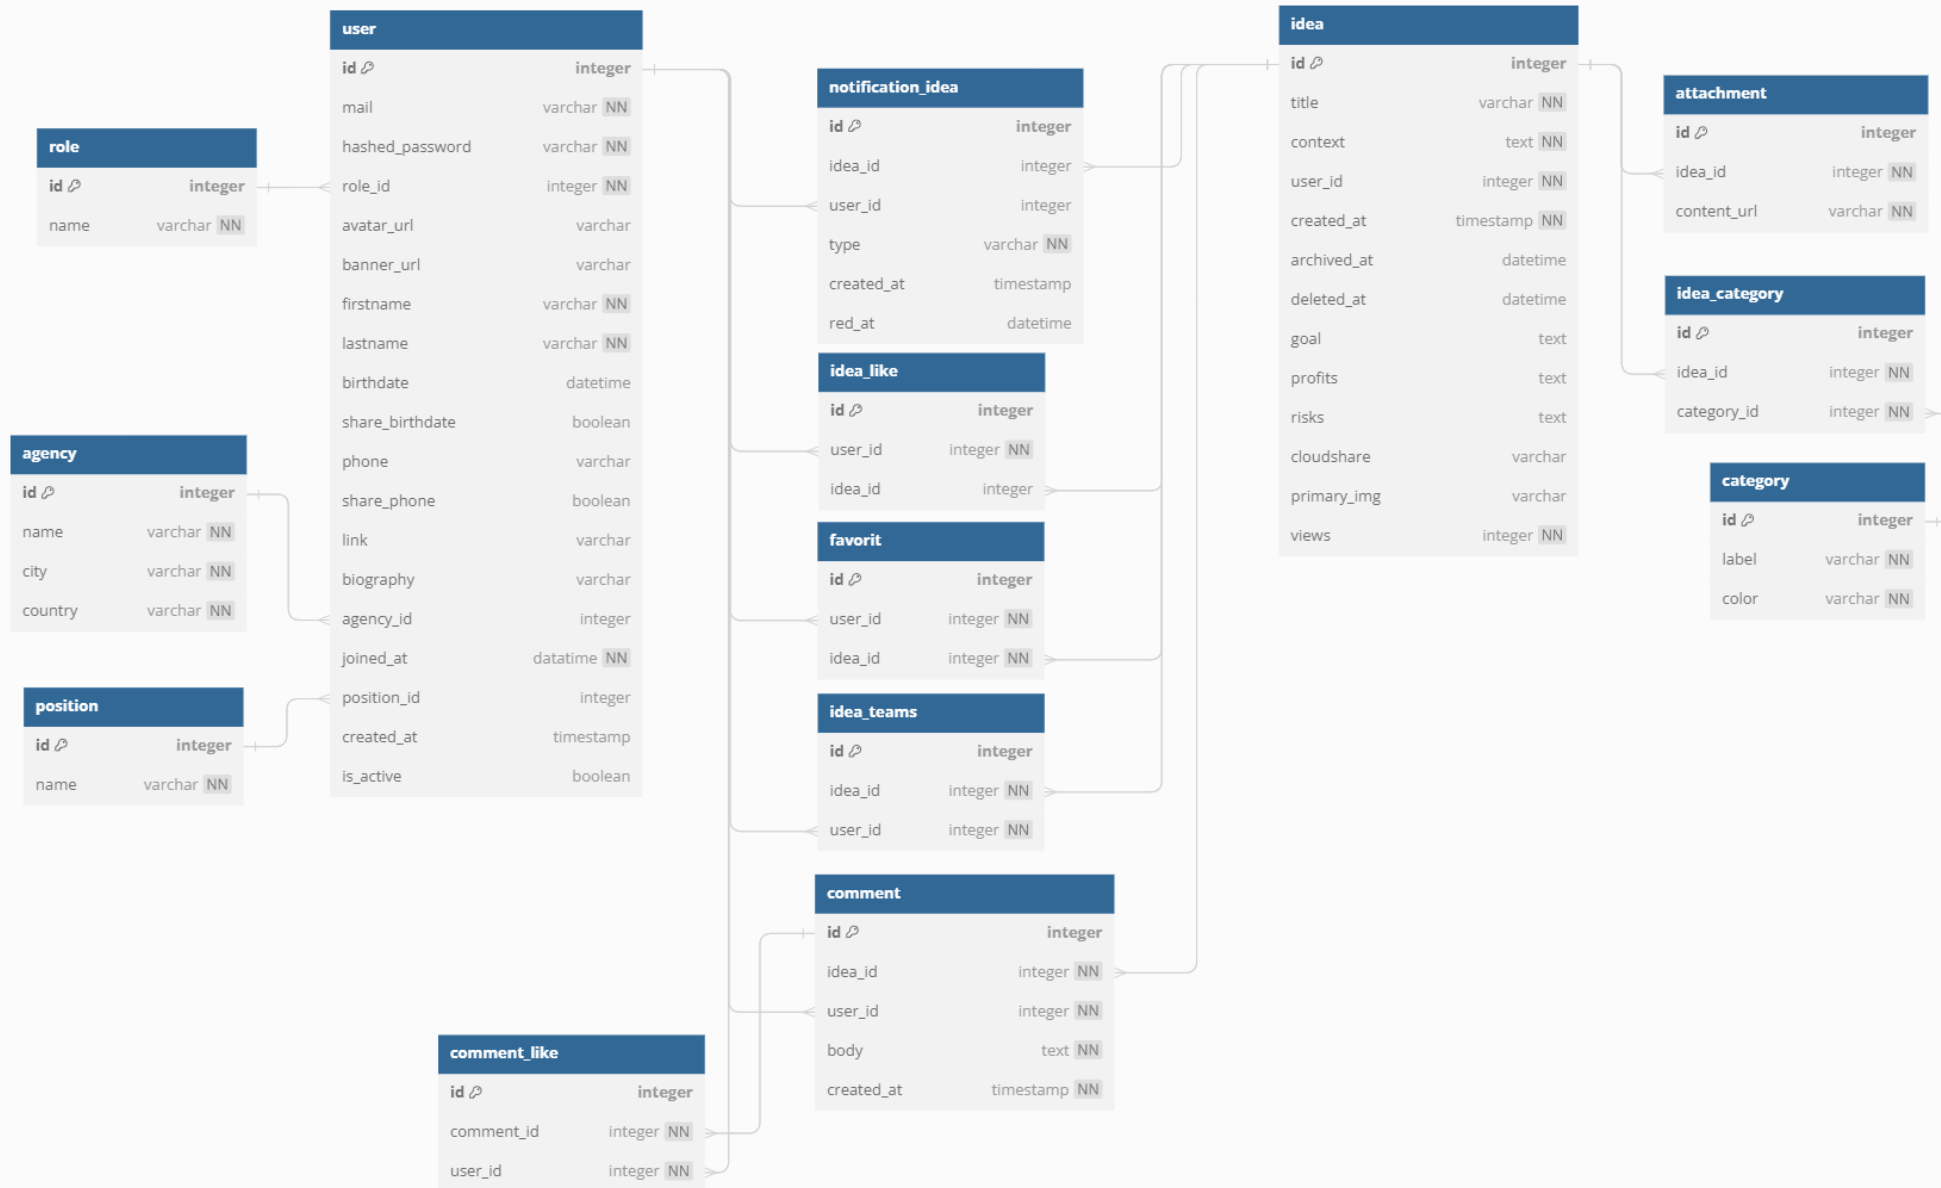 user
id integer
mail varchar NN
hashed_password varchar NN
role_id integer NN
avatar_url varchar
banner_url varchar
firstname varchar NN
lastname varchar NN
birthdate datetime
share_birthdate boolean
phone varchar
share_phone boolean
link varchar
biography varchar
agency_id integer
joined_at datatime NN
position_id integer
created_at timestamp
is_active boolean
role
id integer
name varchar NN
agency
id integer
name varchar NN
city varchar NN
country varchar NN
position
id integer
name varchar NN
notification_idea
id integer
idea_id integer
user_id integer
type varchar NN
created_at timestamp
red_at datetime
idea_like
id integer
user_id integer NN
idea_id integer
favorit
id integer
user_id integer NN
idea_id integer NN
idea_teams
id integer
idea_id integer NN
user_id integer NN
comment
id integer
idea_id integer NN
user_id integer NN
body text NN
created_at timestamp NN
comment_like
id integer
comment_id integer NN
user_id integer NN
idea
id integer
title varchar NN
context text NN
user_id integer NN
created_at timestamp NN
archived_at datetime
deleted_at datetime
goal text
profits text
risks text
cloudshare varchar
primary_img varchar
views integer NN
attachment
id integer
idea_id integer NN
content_url varchar NN
idea_category
id integer
idea_id integer NN
category_id integer NN
category
id integer
label varchar NN
color varchar NN